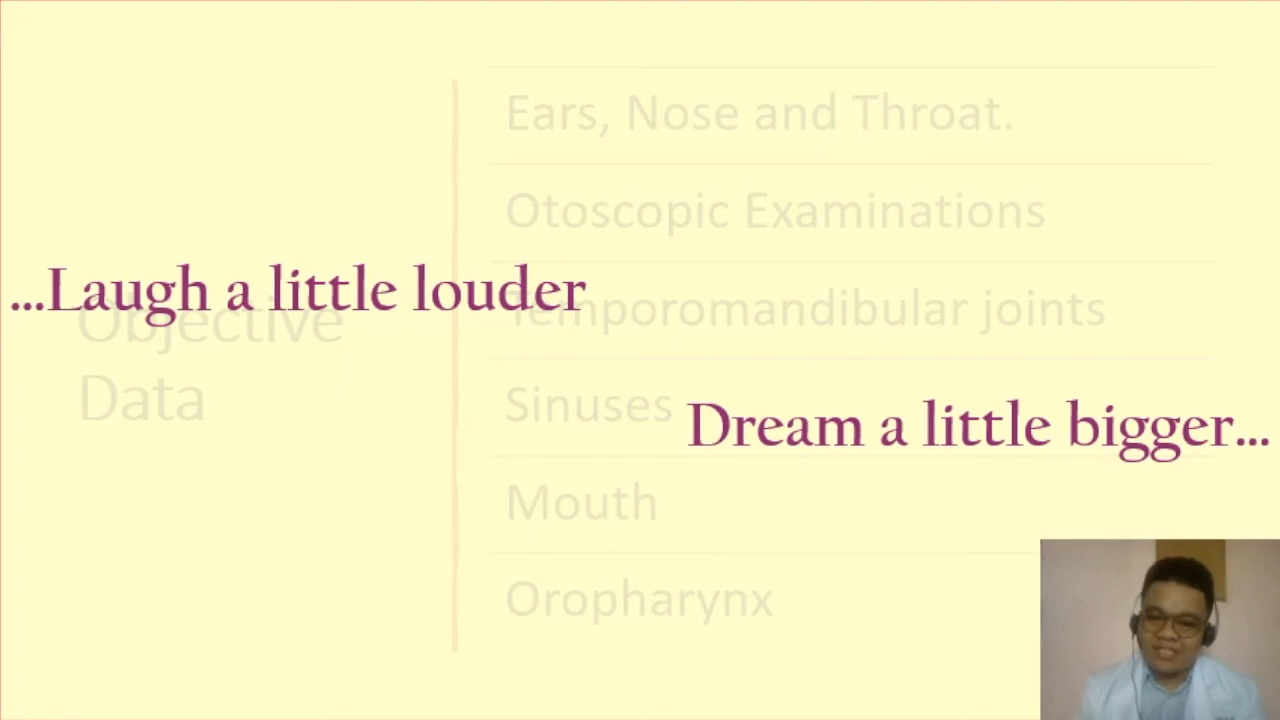 ...Laugh a little louder
Dream a little bigger...
Objective
Data
Ears, Nose and Throat.
Otoscopic Examinations
Temporomandibular joints
Sinuses
Mouth
Oropharynx